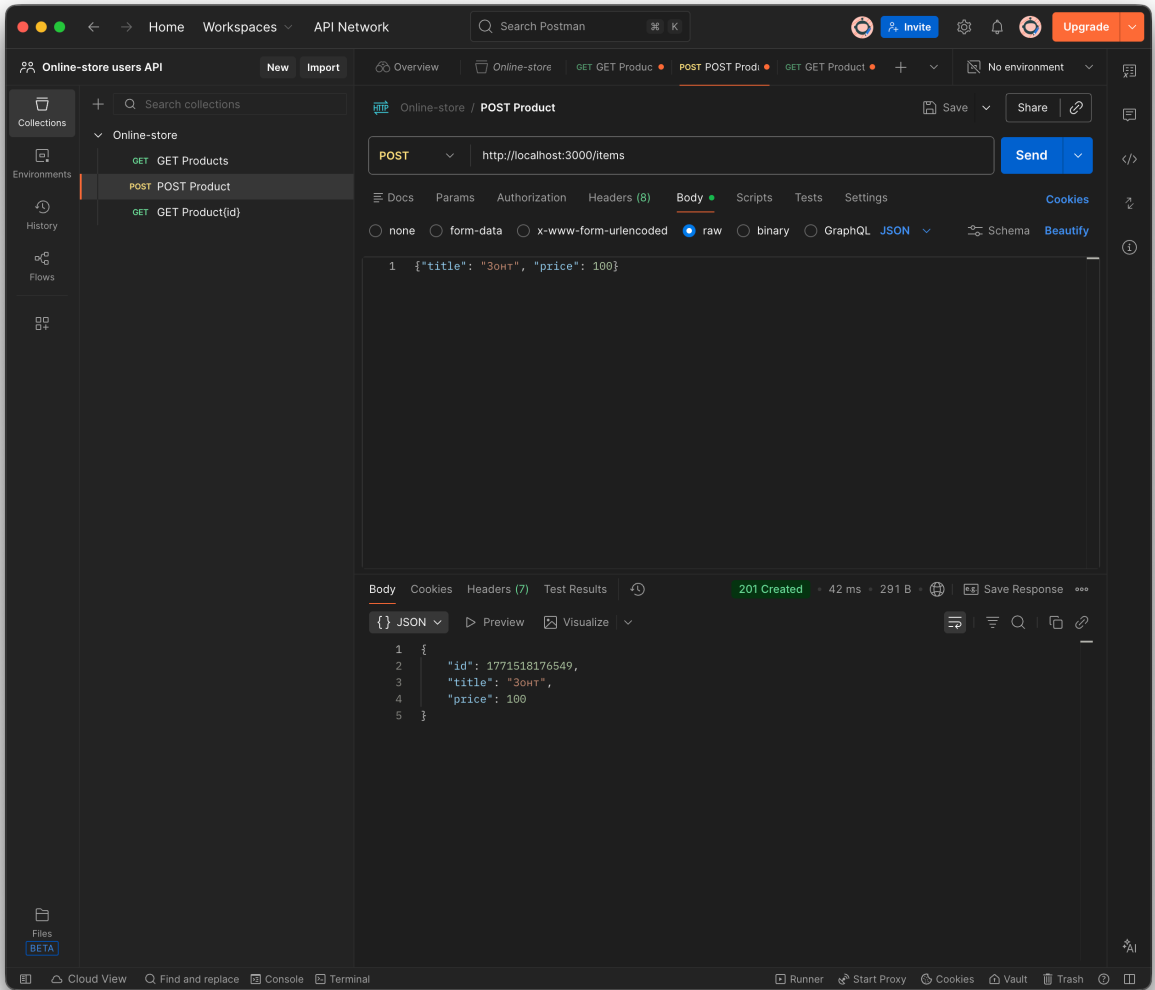 Home Workspaces API Network Search Postman ⌘ K Invite Upgrade
Online-store users API New Import
Overview Online-store GET GET Produc POST POST Prod GET GET Product No environment
Collections
Environments
History
Flows
Files
BETA
Search collections
Online-store
GET GET Products
POST POST Product
GET GET Product{id}
HTTP Online-store / POST Product Save Share
POST http://localhost:3000/items Send
Docs Params Authorization Headers (8) Body Scripts Tests Settings Cookies
none form-data x-www-form-urlencoded raw binary GraphQL JSON Schema Beautify
1 {"title": "Зонт", "price": 100}
Body Cookies Headers (7) Test Results 201 Created 42 ms 291 B e.g. Save Response
{} JSON Preview Visualize
1 {
2 "id": 1771518176549,
3 "title": "Зонт",
4 "price": 100
5 }
AI
Cloud View Find and replace Console Terminal Runner Start Proxy Cookies Vault Trash